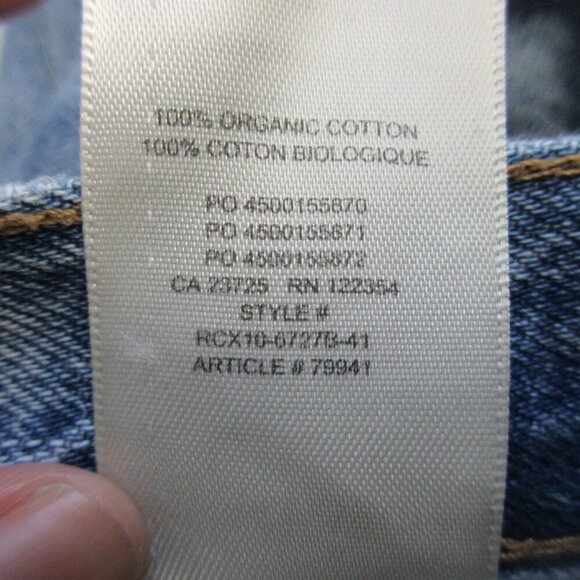 100% ORGANIC COTTON
100% COTON BIOLOGIQUE
PO 4500155870
PO 4500155871
PO 4500155872
CA 23725 RN 122354
STYLE #
RCX10-6727B-41
ARTICLE # 79941